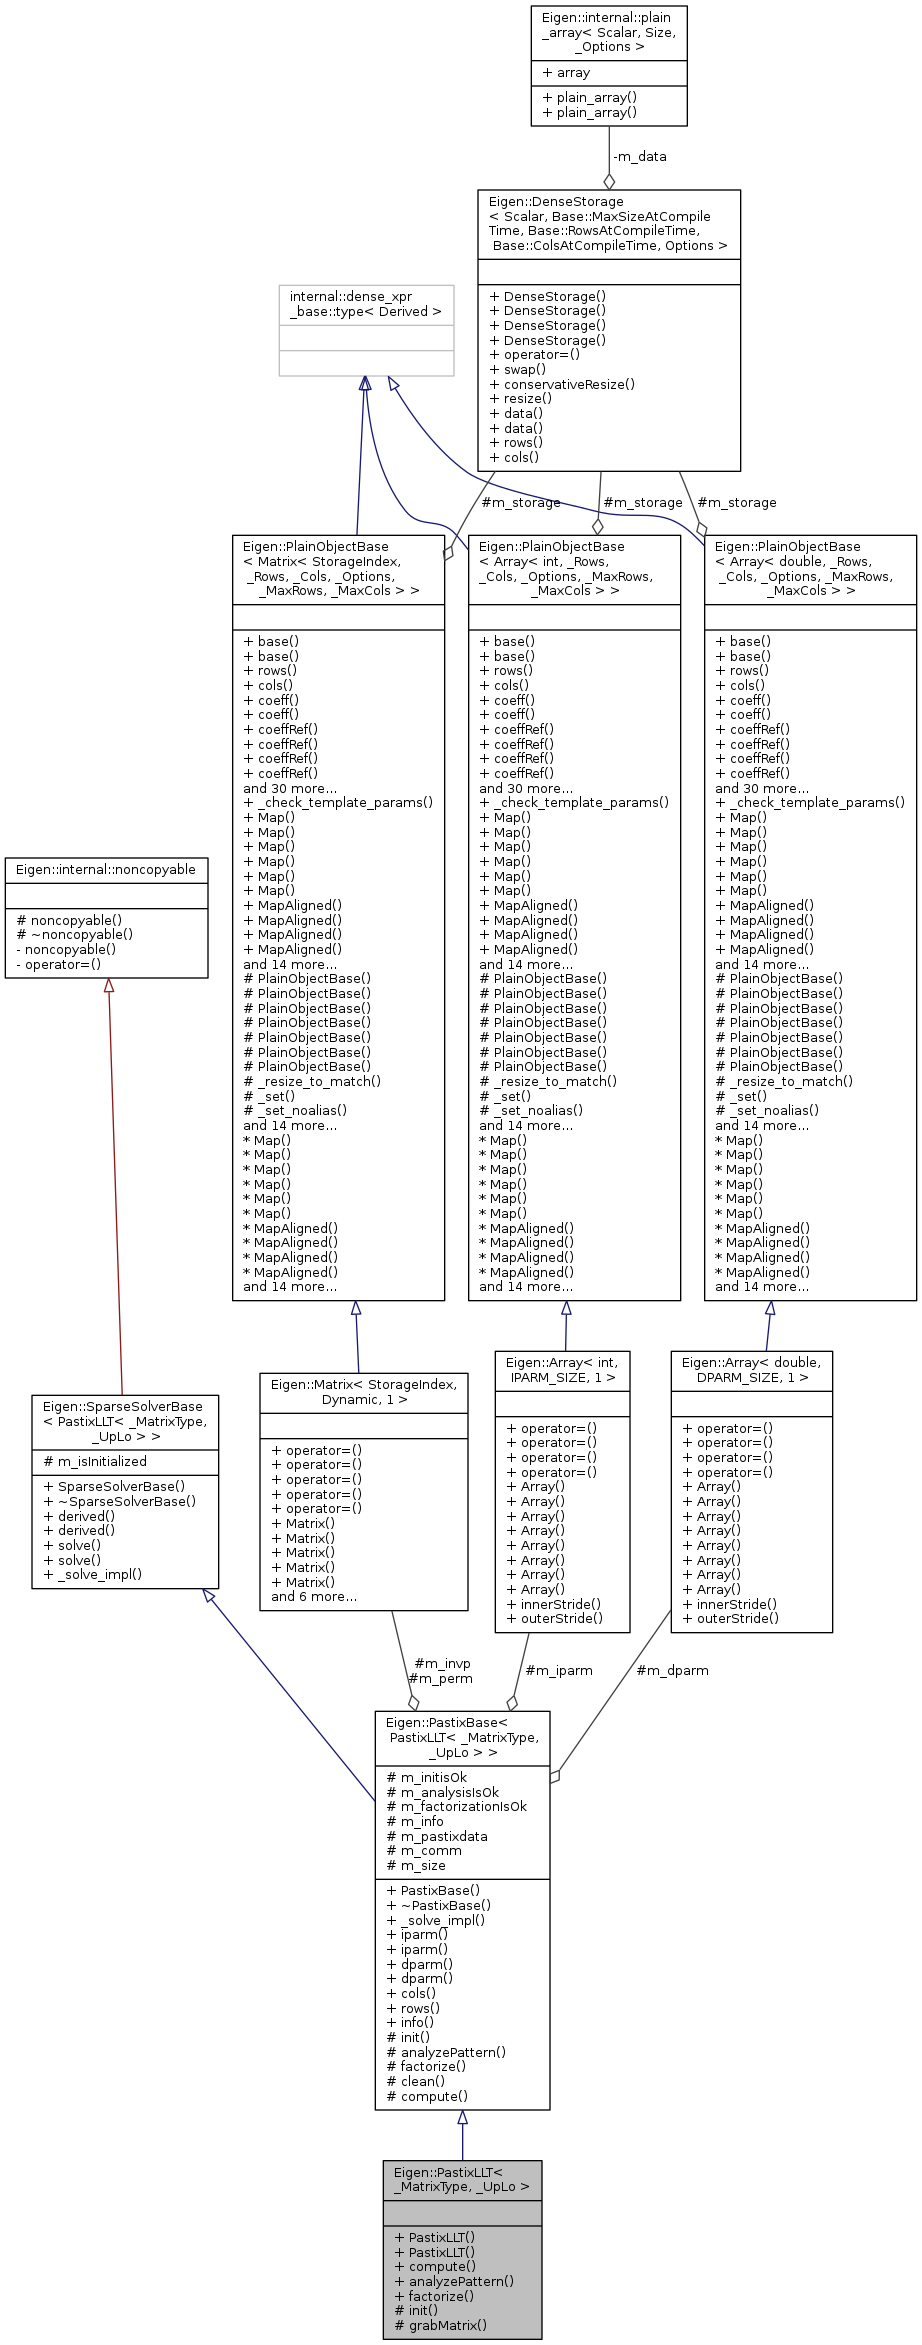 Eigen::internal::plain
_array< Scalar, Size,
_Options >
+ array
+ plain_array()
+ plain_array()
-m_data
Eigen::DenseStorage
< Scalar, Base::MaxSizeAtCompile
Time, Base::RowsAtCompileTime,
Base::ColsAtCompileTime, Options >
+ DenseStorage()
+ DenseStorage()
+ DenseStorage()
+ DenseStorage()
+ operator=()
+ swap()
+ conservativeResize()
+ resize()
+ data()
+ data()
+ rows()
+ cols()
internal::dense_xpr
_base::type< Derived >
#m_storage
#m_storage
#m_storage
Eigen::PlainObjectBase
< Matrix< StorageIndex,
_Rows, _Cols, _Options,
_MaxRows, _MaxCols > >
+ base()
+ base()
+ rows()
+ cols()
+ coeff()
+ coeff()
+ coeffRef()
+ coeffRef()
+ coeffRef()
+ coeffRef()
and 30 more...
+ _check_template_params()
+ Map()
+ Map()
+ Map()
+ Map()
+ Map()
+ Map()
+ MapAligned()
+ MapAligned()
+ MapAligned()
+ MapAligned()
and 14 more...
# PlainObjectBase()
# PlainObjectBase()
# PlainObjectBase()
# PlainObjectBase()
# PlainObjectBase()
# PlainObjectBase()
# PlainObjectBase()
# _resize_to_match()
# _set()
# _set_noalias()
and 14 more...
* Map()
* Map()
* Map()
* Map()
* Map()
* Map()
* MapAligned()
* MapAligned()
* MapAligned()
* MapAligned()
and 14 more...
Eigen::PlainObjectBase
< Array< int, _Rows,
_Cols, _Options, _MaxRows,
_MaxCols > >
+ base()
+ base()
+ rows()
+ cols()
+ coeff()
+ coeff()
+ coeffRef()
+ coeffRef()
+ coeffRef()
+ coeffRef()
and 30 more...
+ _check_template_params()
+ Map()
+ Map()
+ Map()
+ Map()
+ Map()
+ Map()
+ MapAligned()
+ MapAligned()
+ MapAligned()
+ MapAligned()
and 14 more...
# PlainObjectBase()
# PlainObjectBase()
# PlainObjectBase()
# PlainObjectBase()
# PlainObjectBase()
# PlainObjectBase()
# PlainObjectBase()
# _resize_to_match()
# _set()
# _set_noalias()
and 14 more...
* Map()
* Map()
* Map()
* Map()
* Map()
* Map()
* MapAligned()
* MapAligned()
* MapAligned()
* MapAligned()
and 14 more...
Eigen::PlainObjectBase
< Array< double, _Rows,
_Cols, _Options, _MaxRows,
_MaxCols > >
+ base()
+ base()
+ rows()
+ cols()
+ coeff()
+ coeff()
+ coeffRef()
+ coeffRef()
+ coeffRef()
+ coeffRef()
and 30 more...
+ _check_template_params()
+ Map()
+ Map()
+ Map()
+ Map()
+ Map()
+ Map()
+ MapAligned()
+ MapAligned()
+ MapAligned()
+ MapAligned()
and 14 more...
# PlainObjectBase()
# PlainObjectBase()
# PlainObjectBase()
# PlainObjectBase()
# PlainObjectBase()
# PlainObjectBase()
# PlainObjectBase()
# _resize_to_match()
# _set()
# _set_noalias()
and 14 more...
* Map()
* Map()
* Map()
* Map()
* Map()
* Map()
* MapAligned()
* MapAligned()
* MapAligned()
* MapAligned()
and 14 more...
Eigen::internal::noncopyable
# noncopyable()
# ~noncopyable()
- noncopyable()
- operator=()
Eigen::SparseSolverBase
< PastixLLT< _MatrixType,
_UpLo > >
# m_isInitialized
+ SparseSolverBase()
+ ~SparseSolverBase()
+ derived()
+ derived()
+ solve()
+ solve()
+ _solve_impl()
Eigen::Matrix< StorageIndex,
Dynamic, 1 >
+ operator=()
+ operator=()
+ operator=()
+ operator=()
+ operator=()
+ Matrix()
+ Matrix()
+ Matrix()
+ Matrix()
+ Matrix()
and 6 more...
Eigen::Array< int,
IPARM_SIZE, 1 >
+ operator=()
+ operator=()
+ operator=()
+ operator=()
+ Array()
+ Array()
+ Array()
+ Array()
+ Array()
+ Array()
+ Array()
+ Array()
+ innerStride()
+ outerStride()
Eigen::Array< double,
DPARM_SIZE, 1 >
+ operator=()
+ operator=()
+ operator=()
+ operator=()
+ Array()
+ Array()
+ Array()
+ Array()
+ Array()
+ Array()
+ Array()
+ Array()
+ innerStride()
+ outerStride()
#m_invp
#m_perm
#m_iparm
#m_dparm
Eigen::PastixBase<
PastixLLT< _MatrixType,
_UpLo > >
# m_initisOk
# m_analysisIsOk
# m_factorizationIsOk
# m_info
# m_pastixdata
# m_comm
# m_size
+ PastixBase()
+ ~PastixBase()
+ _solve_impl()
+ iparm()
+ iparm()
+ dparm()
+ dparm()
+ cols()
+ rows()
+ info()
# init()
# analyzePattern()
# factorize()
# clean()
# compute()
Eigen::PastixLLT<
_MatrixType, _UpLo >
+ PastixLLT()
+ PastixLLT()
+ compute()
+ analyzePattern()
+ factorize()
# init()
# grabMatrix()